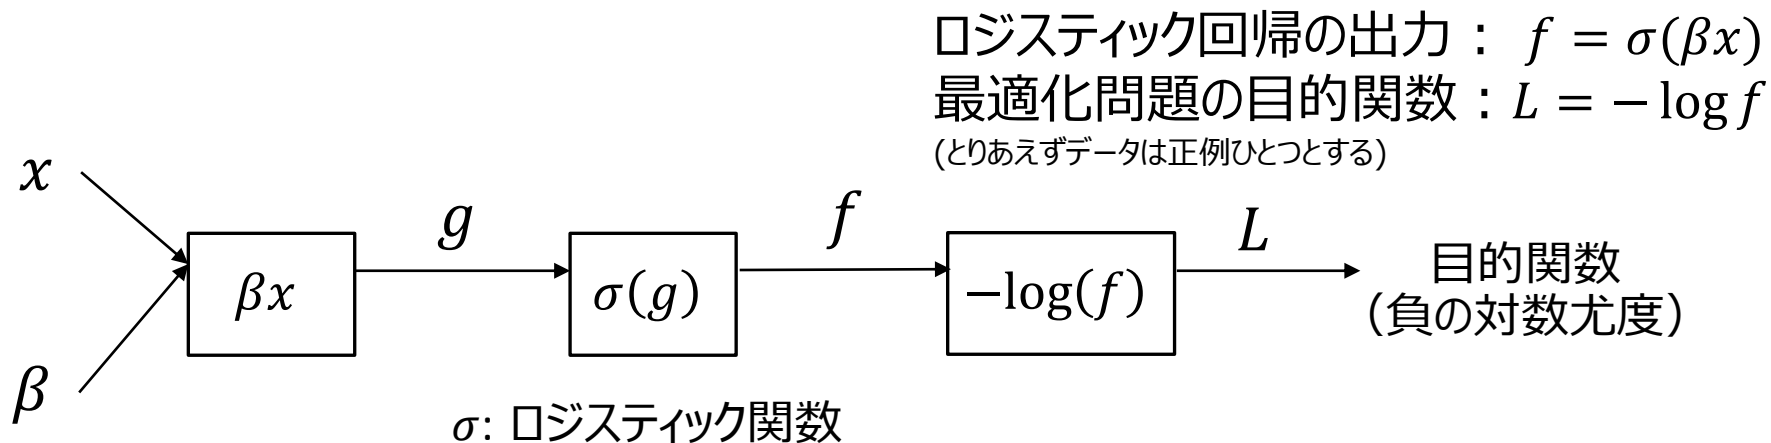 ロジスティック回帰の出力： f = σ(βx)
最適化問題の目的関数：L = − log f
(とりあえずデータは正例ひとつとする)
x
β
βx
g
σ(g)
f
−log(f)
L
目的関数
（負の対数尤度）
σ: ロジスティック関数